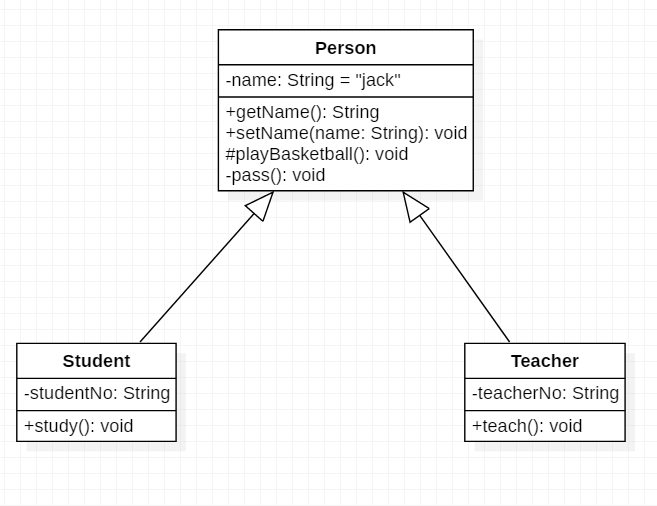 Person
-name: String = "jack"
+getName(): String
+setName(name: String): void
#playBasketball(): void
-pass(): void
Student
-studentNo: String
+study(): void
Teacher
-teacherNo: String
+teach(): void